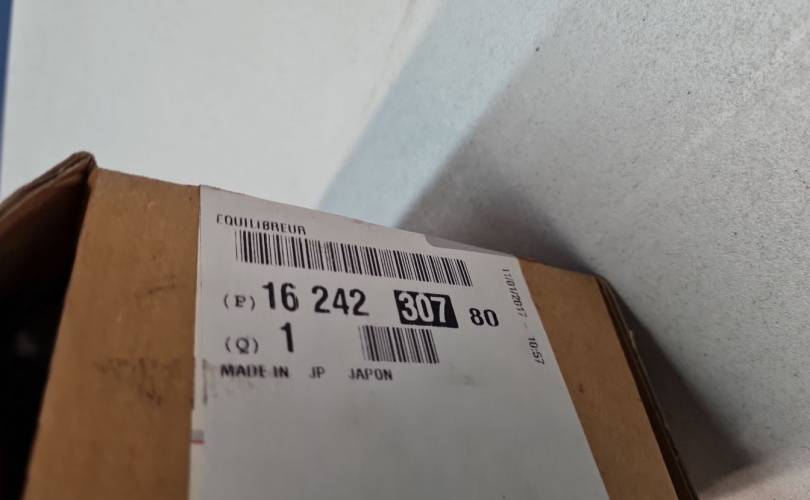 EQUILIBREUR
(P) 16 242 307 80
(Q) 1
MADE IN JP JAPON
11/01/2017 - 10:57